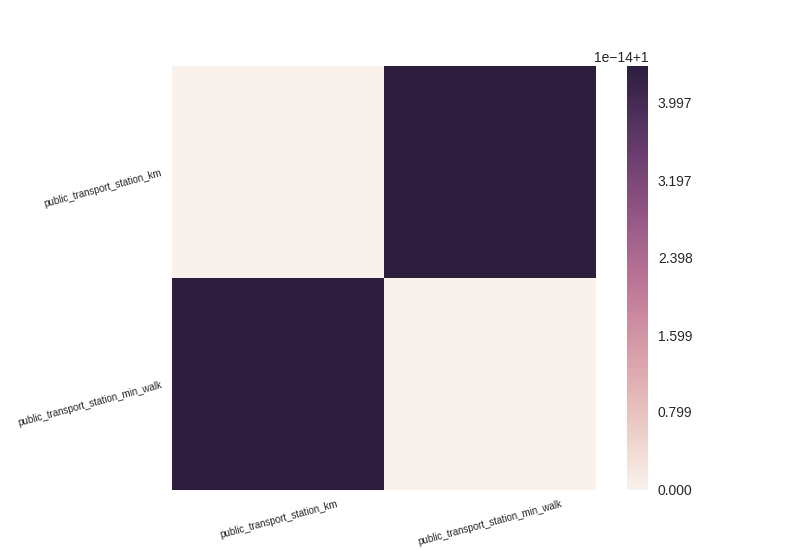 1e−14+1
3.997
3.197
2.398
1.599
0.799
0.000
public_transport_station_km
public_transport_station_min_walk
public_transport_station_km
public_transport_station_min_walk